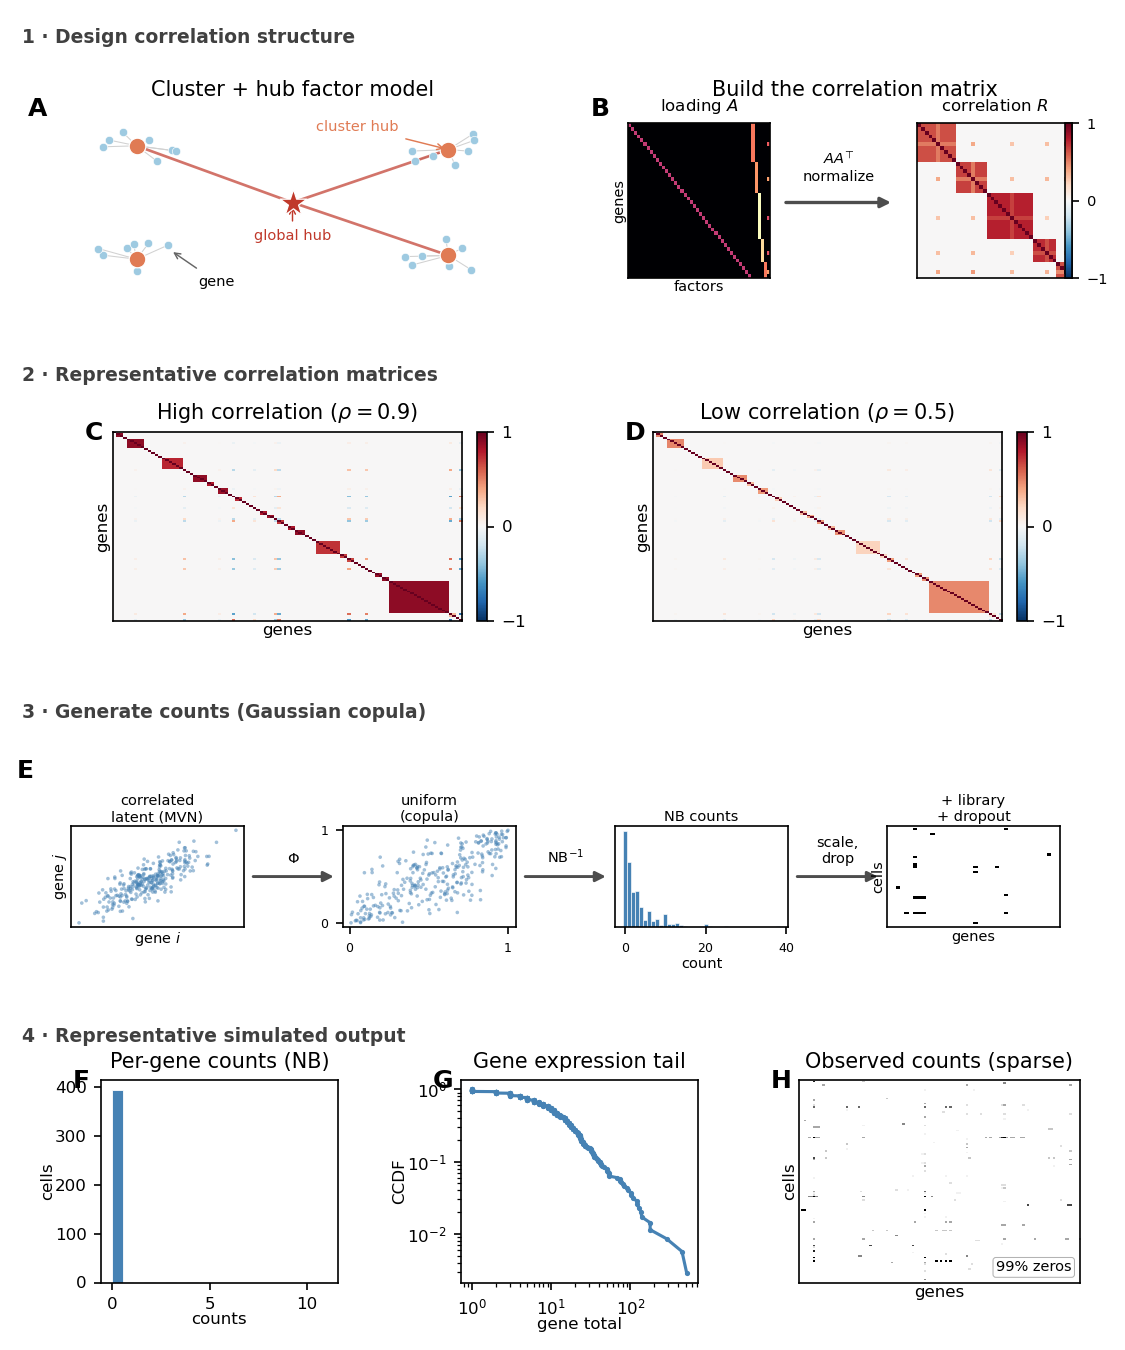 1 · Design correlation structure
A
Cluster + hub factor model
cluster hub
global hub
gene
B
Build the correlation matrix
loading A
genes
factors
AA⊤
normalize
correlation R
1
0
−1
2 · Representative correlation matrices
C
High correlation (ρ = 0.9)
genes
genes
1
0
−1
D
Low correlation (ρ = 0.5)
genes
genes
1
0
−1
3 · Generate counts (Gaussian copula)
E
correlated
latent (MVN)
gene j
gene i
Φ
uniform
(copula)
1
0
0 1
NB⁻¹
NB counts
0 20 40
count
scale,
drop
+ library
+ dropout
cells
genes
4 · Representative simulated output
F
Per-gene counts (NB)
400
300
200
100
0
cells
0 5 10
counts
G
Gene expression tail
10⁰
10⁻¹
10⁻²
CCDF
10⁰ 10¹ 10²
gene total
H
Observed counts (sparse)
cells
99% zeros
genes